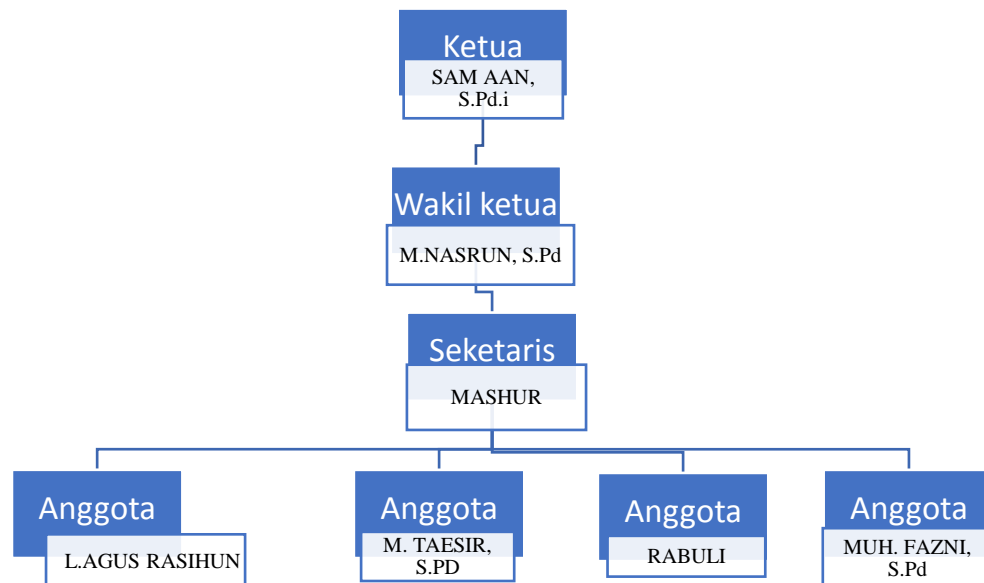 Ketua
SAM AAN,
S.Pd.i
Wakil ketua
M.NASRUN, S.Pd
Seketaris
MASHUR
Anggota
L.AGUS RASIHUN
Anggota
M. TAESIR,
S.PD
Anggota
RABULI
Anggota
MUH. FAZNI,
S.Pd